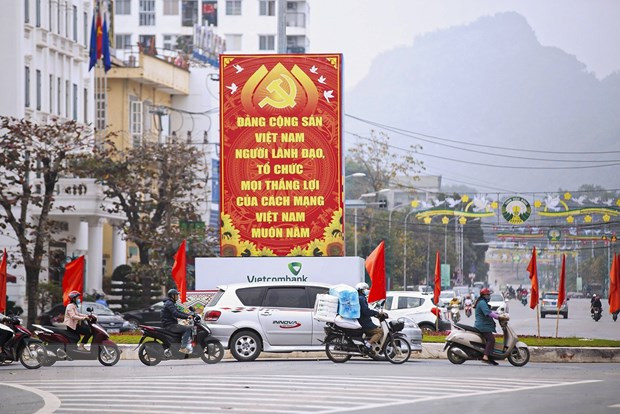 ĐẢNG CỘNG SẢN
VIỆT NAM
NGƯỜI LÃNH ĐẠO,
TỔ CHỨC
MỌI THẮNG LỢI
CỦA CÁCH MẠNG
VIỆT NAM
MUÔN NĂM
Vietcombank
INNOVA